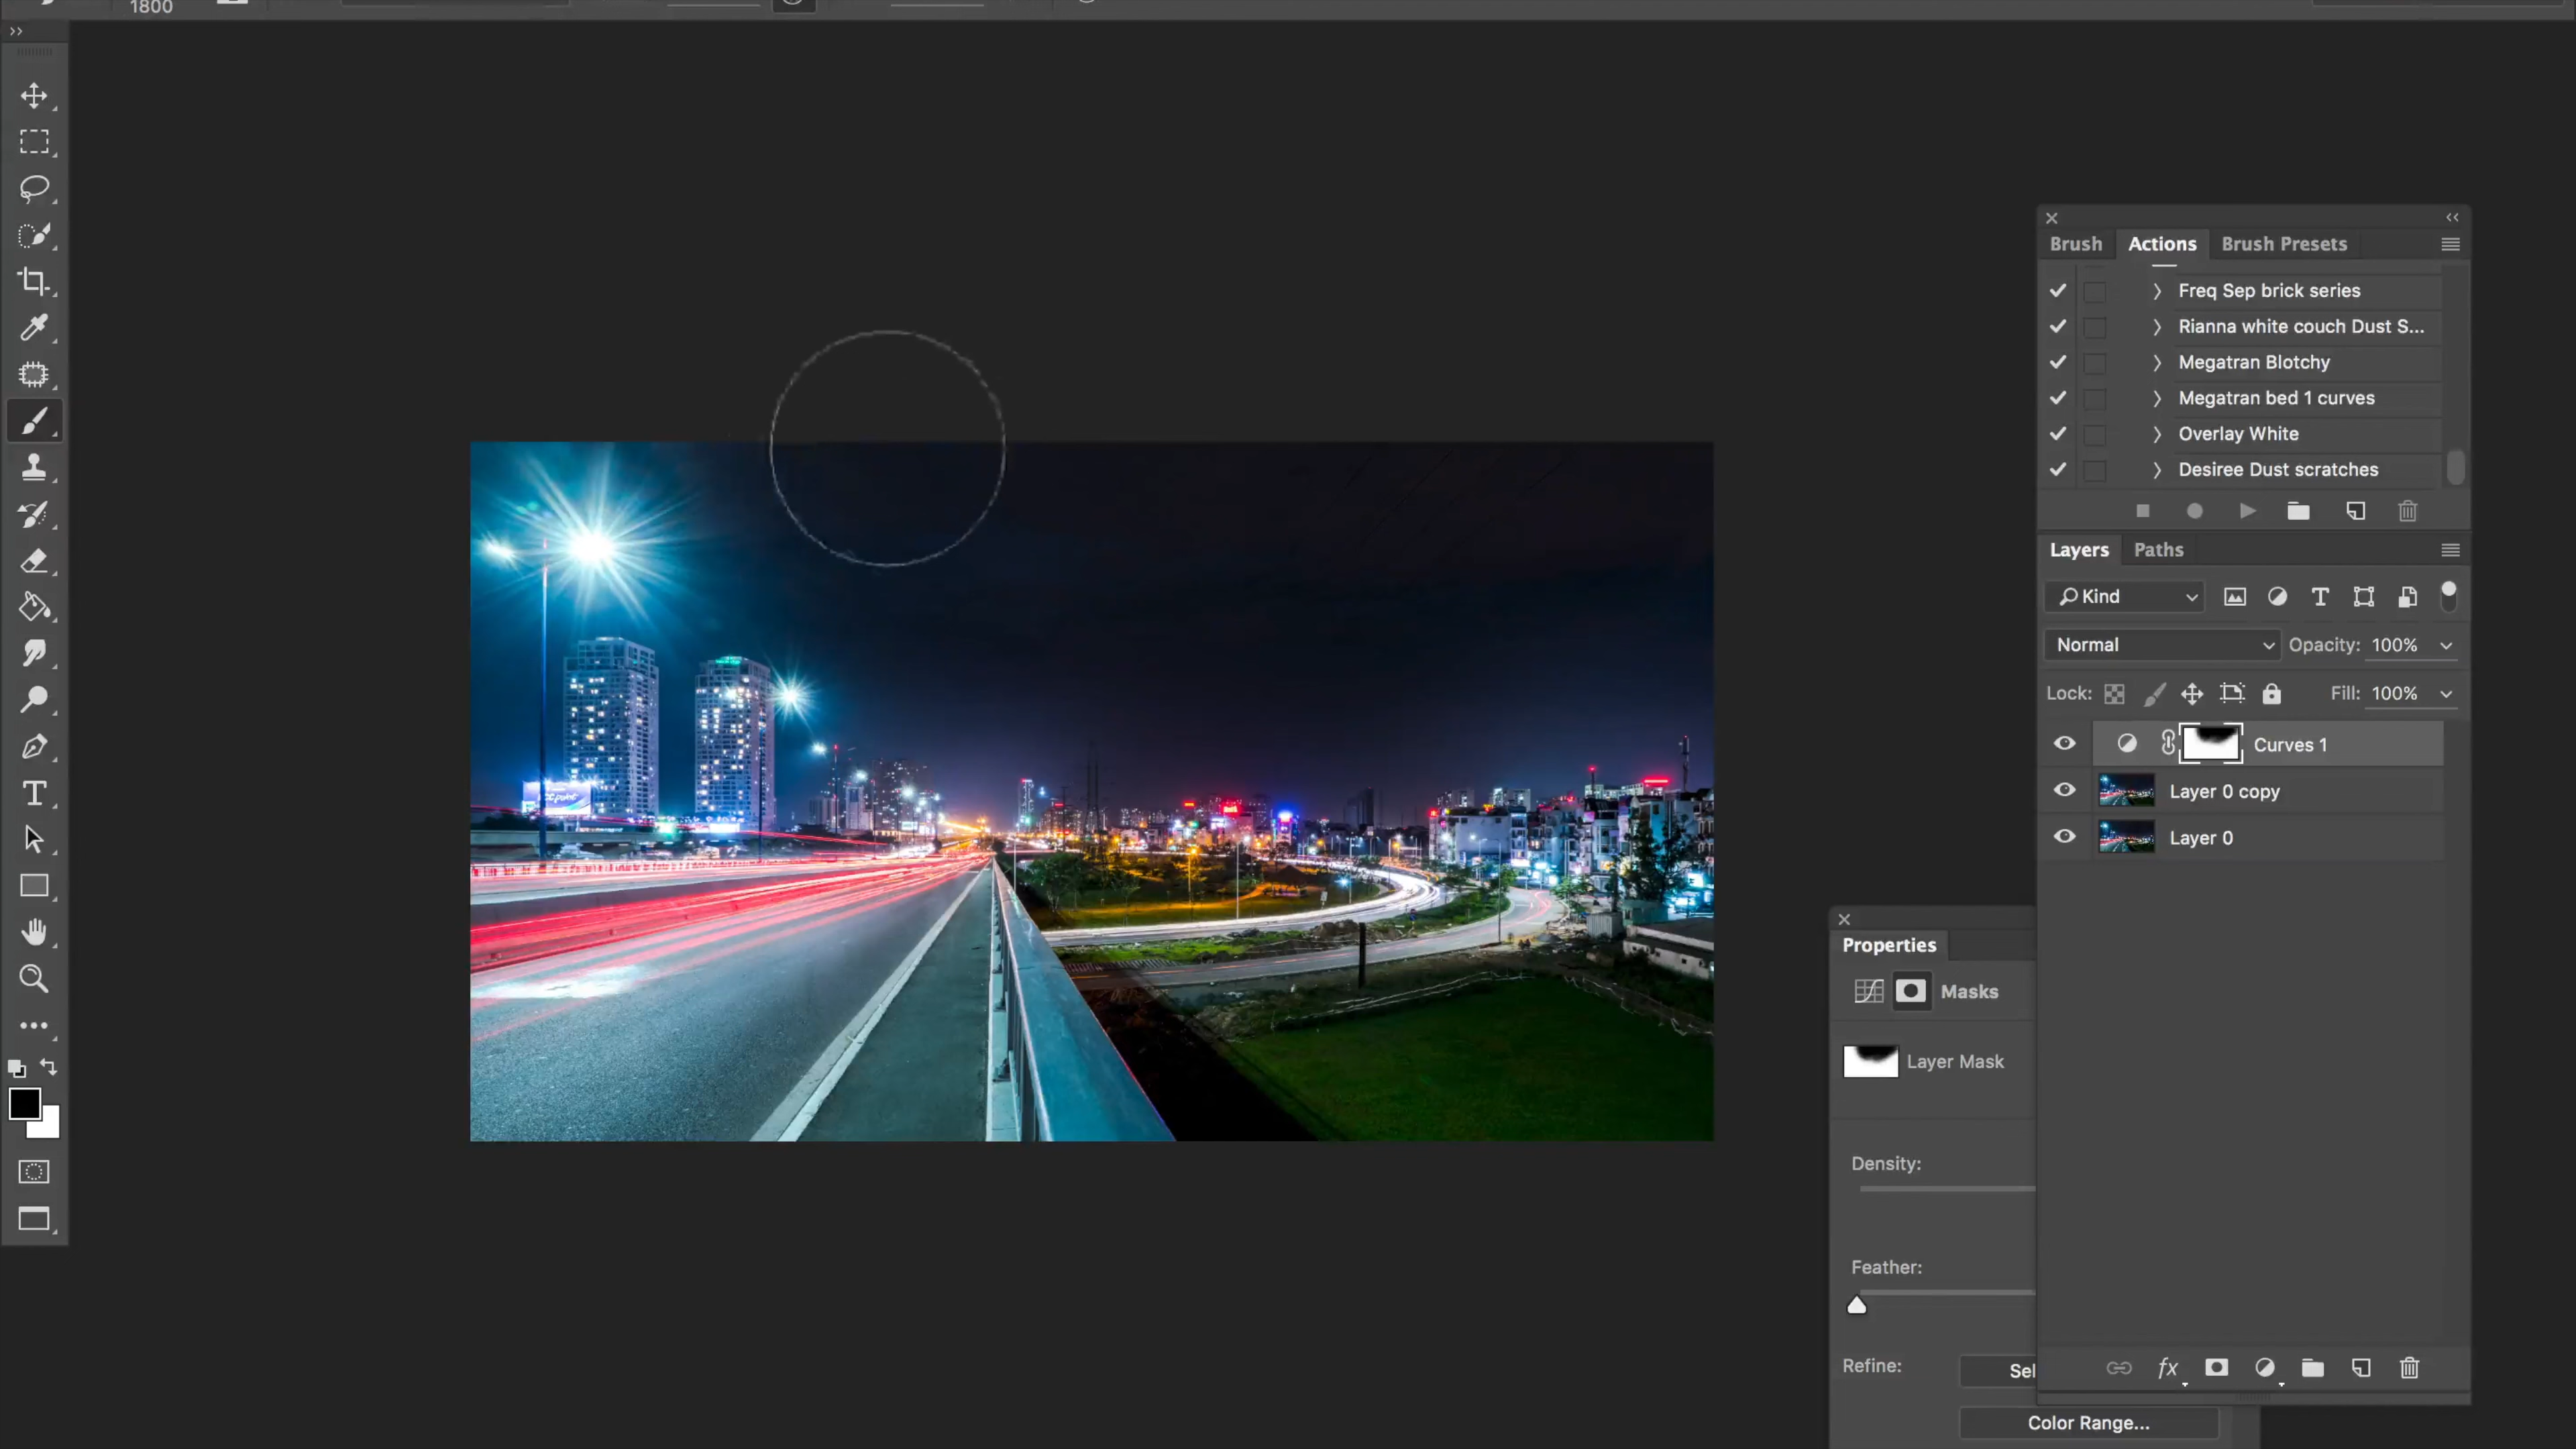 1800
Brush Actions Brush Presets
Freq Sep brick series
Rianna white couch Dust S...
Megatran Blotchy
Megatran bed 1 curves
Overlay White
Desiree Dust scratches
Layers Paths
Kind
Normal Opacity: 100%
Lock: Fill: 100%
Curves 1
Layer 0 copy
Layer 0
Properties
Masks
Layer Mask
Density:
Feather:
Refine: Sel
Color Range...